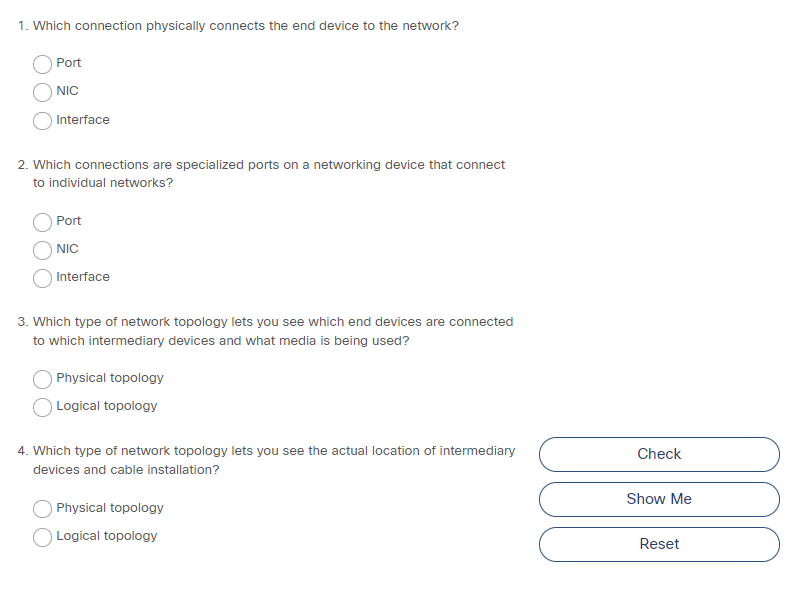 1. Which connection physically connects the end device to the network?
Port
NIC
Interface
2. Which connections are specialized ports on a networking device that connect
to individual networks?
Port
NIC
Interface
3. Which type of network topology lets you see which end devices are connected
to which intermediary devices and what media is being used?
Physical topology
Logical topology
4. Which type of network topology lets you see the actual location of intermediary
devices and cable installation?
Physical topology
Logical topology
Check
Show Me
Reset